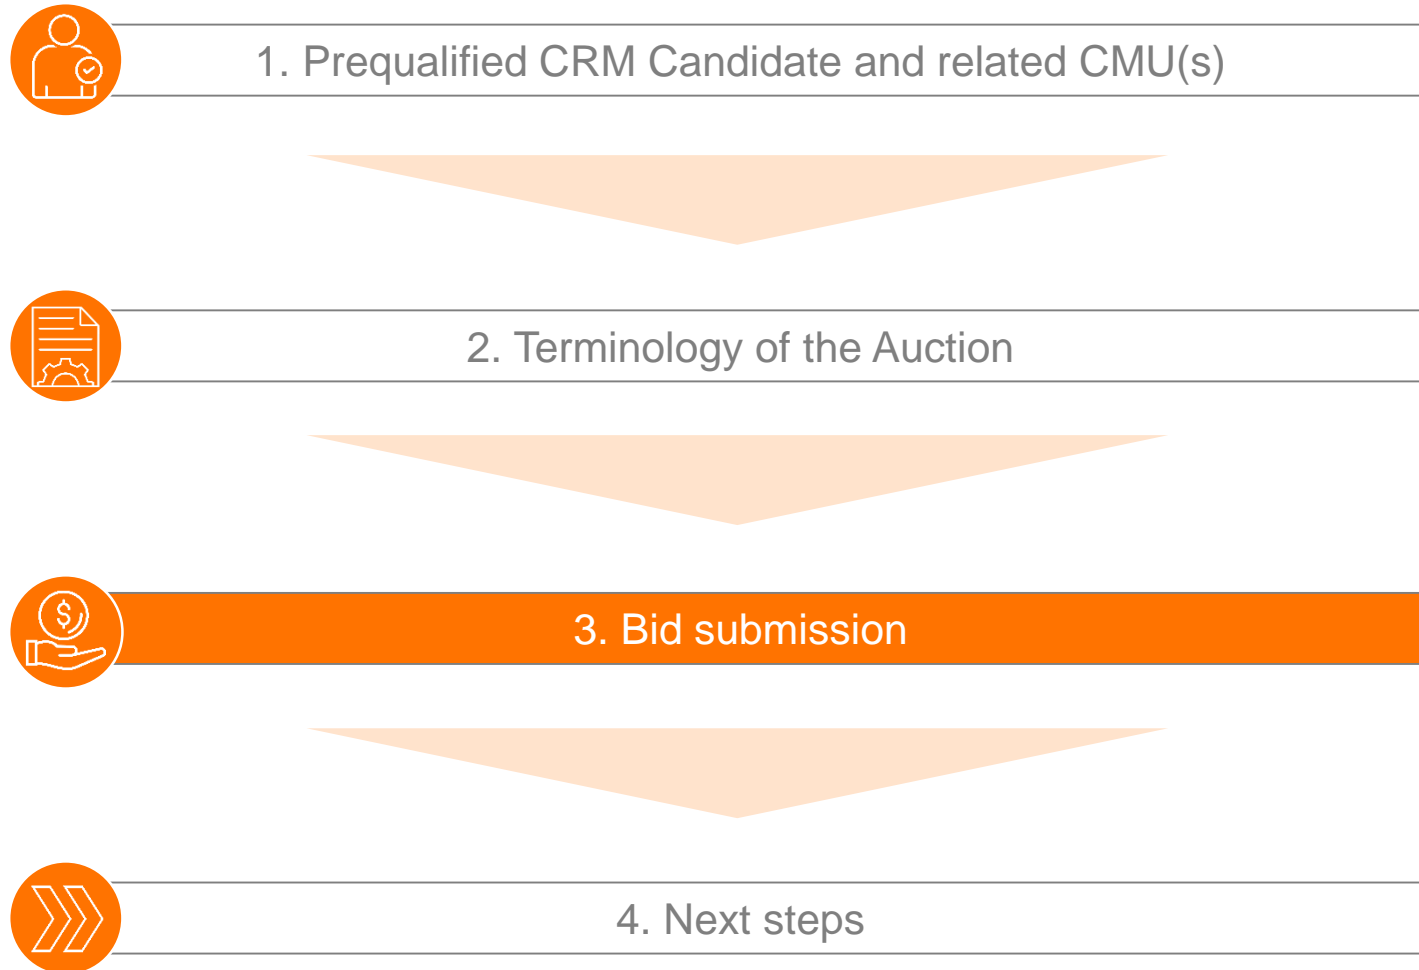 1. Prequalified CRM Candidate and related CMU(s)
2. Terminology of the Auction
$
3. Bid submission
4. Next steps